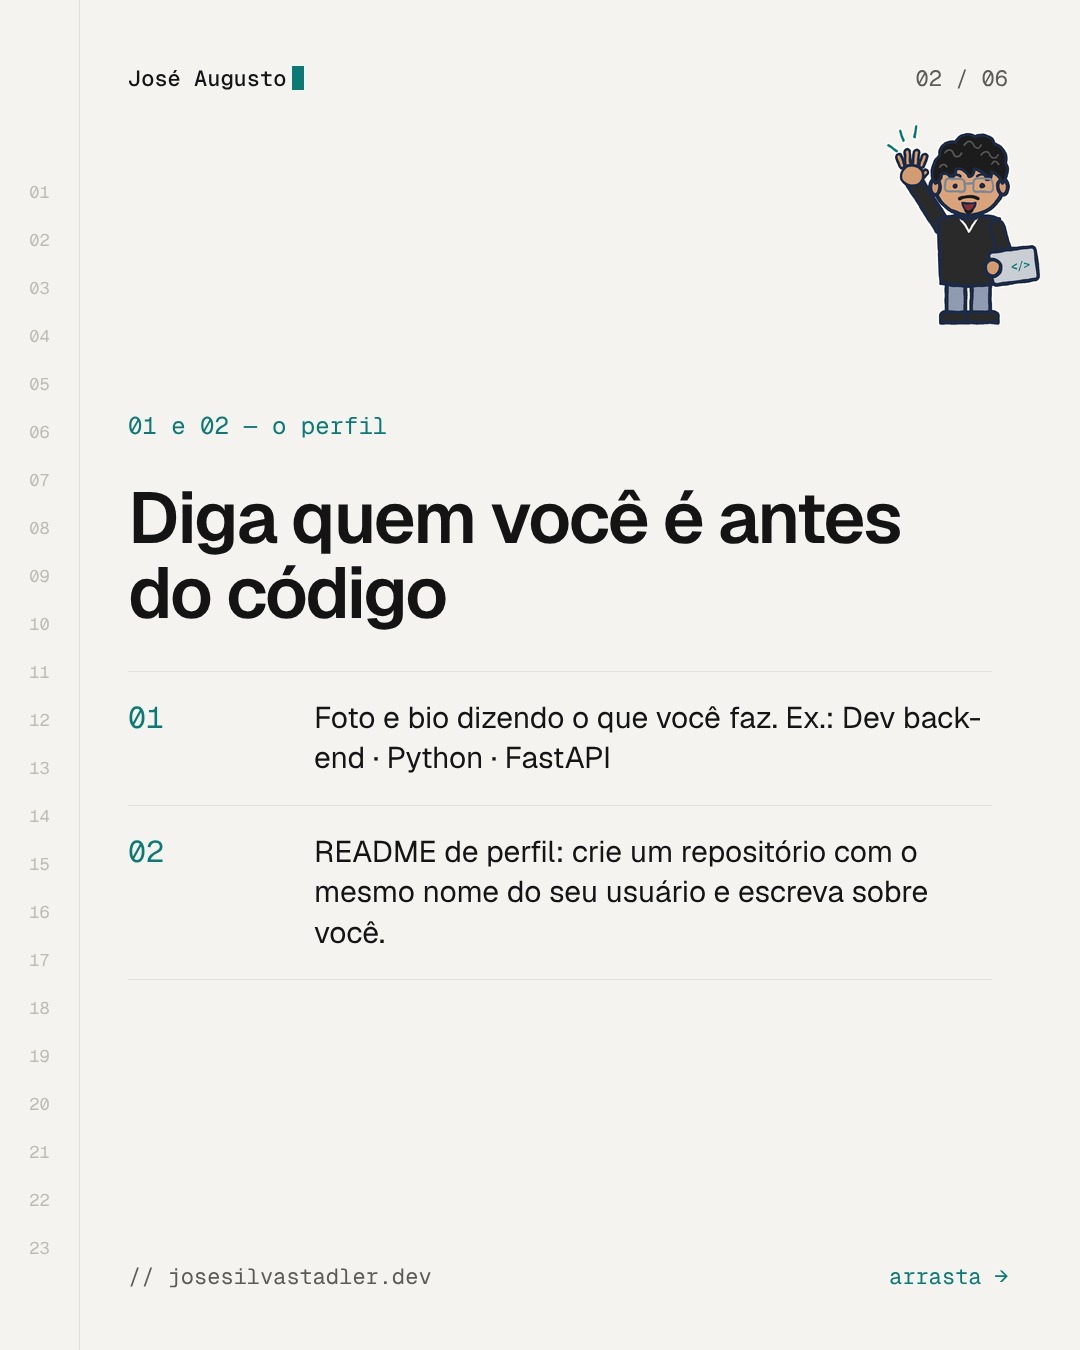 José Augusto
02 / 06
</>
01
02
03
04
05
06
07
08
09
10
11
12
13
14
15
16
17
18
19
20
21
22
23
01 e 02 — o perfil
Diga quem você é antes
do código
01
Foto e bio dizendo o que você faz. Ex.: Dev back-
end · Python · FastAPI
02
README de perfil: crie um repositório com o
mesmo nome do seu usuário e escreva sobre
você.
// josesilvastadler.dev
arrasta →